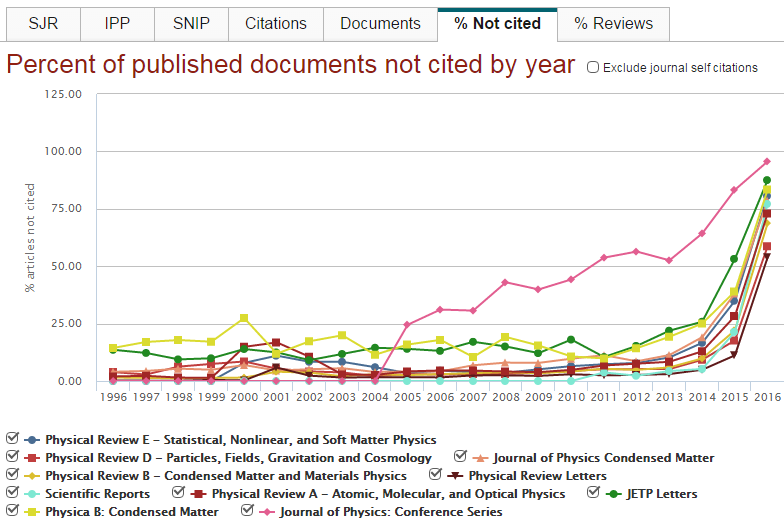 SJR IPP SNIP Citations Documents % Not cited % Reviews
Percent of published documents not cited by year Exclude journal self citations
125.00
100.00
75.00
50.00
25.00
0.00
% articles not cited
1996 1997 1998 1999 2000 2001 2002 2003 2004 2005 2006 2007 2008 2009 2010 2011 2012 2013 2014 2015 2016
Physical Review E - Statistical, Nonlinear, and Soft Matter Physics
Physical Review D - Particles, Fields, Gravitation and Cosmology Journal of Physics Condensed Matter
Physical Review B - Condensed Matter and Materials Physics Physical Review Letters
Scientific Reports Physical Review A - Atomic, Molecular, and Optical Physics JETP Letters
Physica B: Condensed Matter Journal of Physics: Conference Series